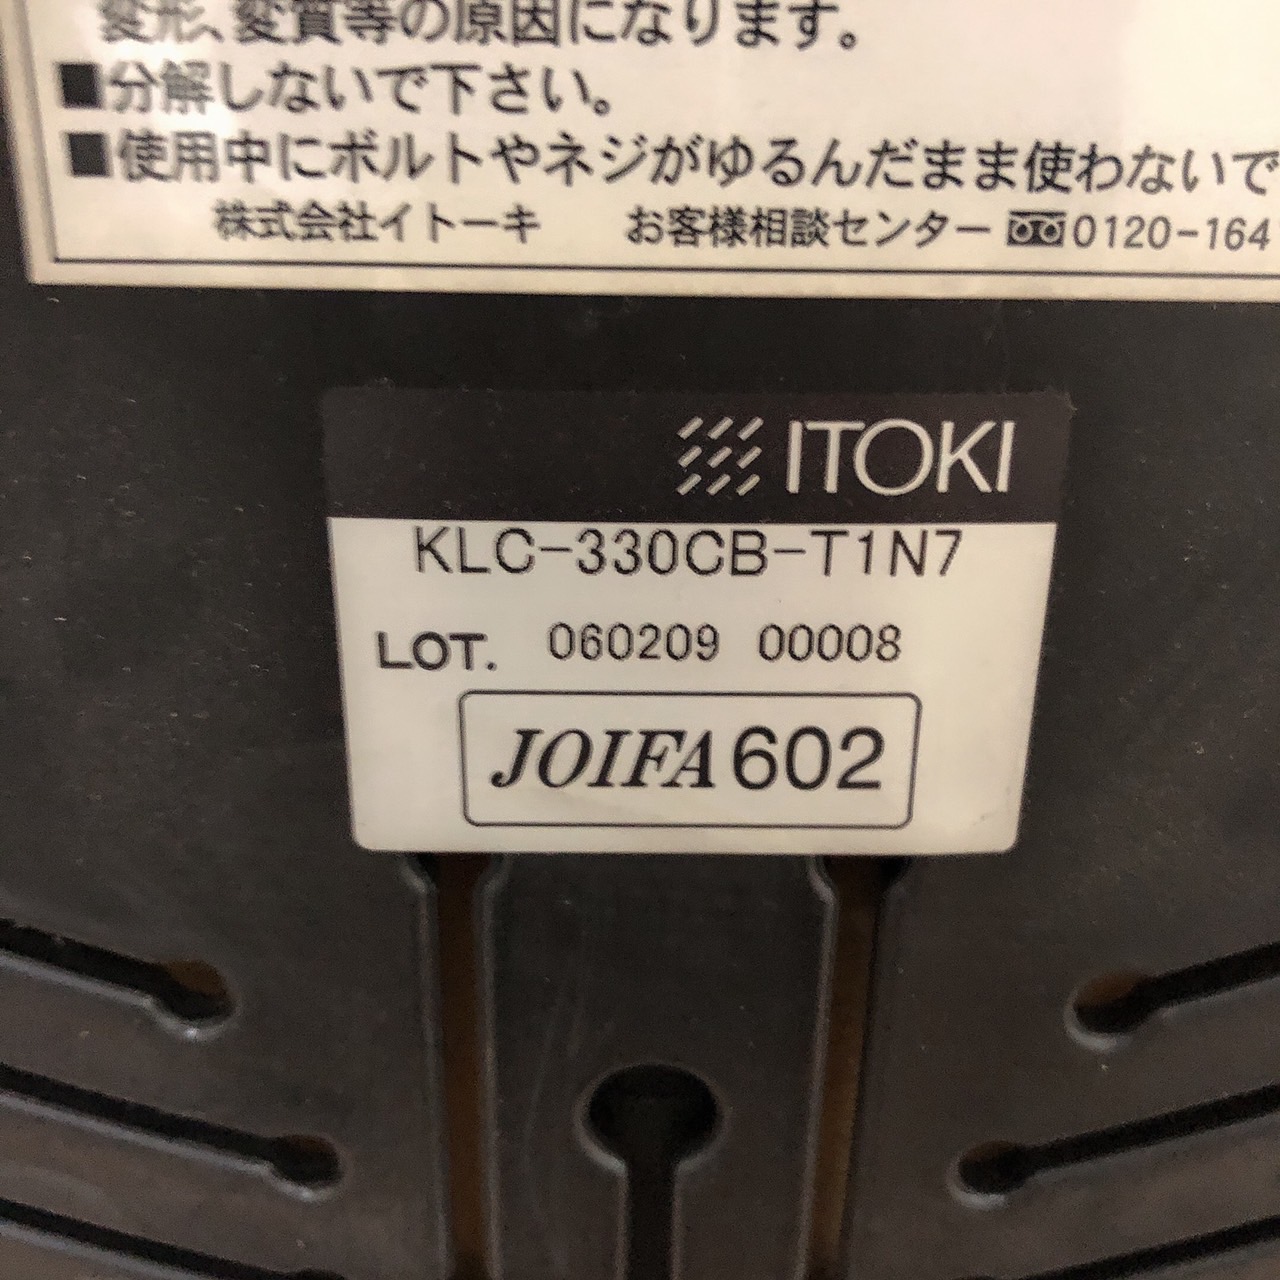 変形、変質等の原因になります。
■分解しないで下さい。
■使用中にボルトやネジがゆるんだまま使わないで
株式会社イトーキ お客様相談センター 0120-164
ITOKI
KLC-330CB-T1N7
LOT. 060209 00008
JOIFA 602